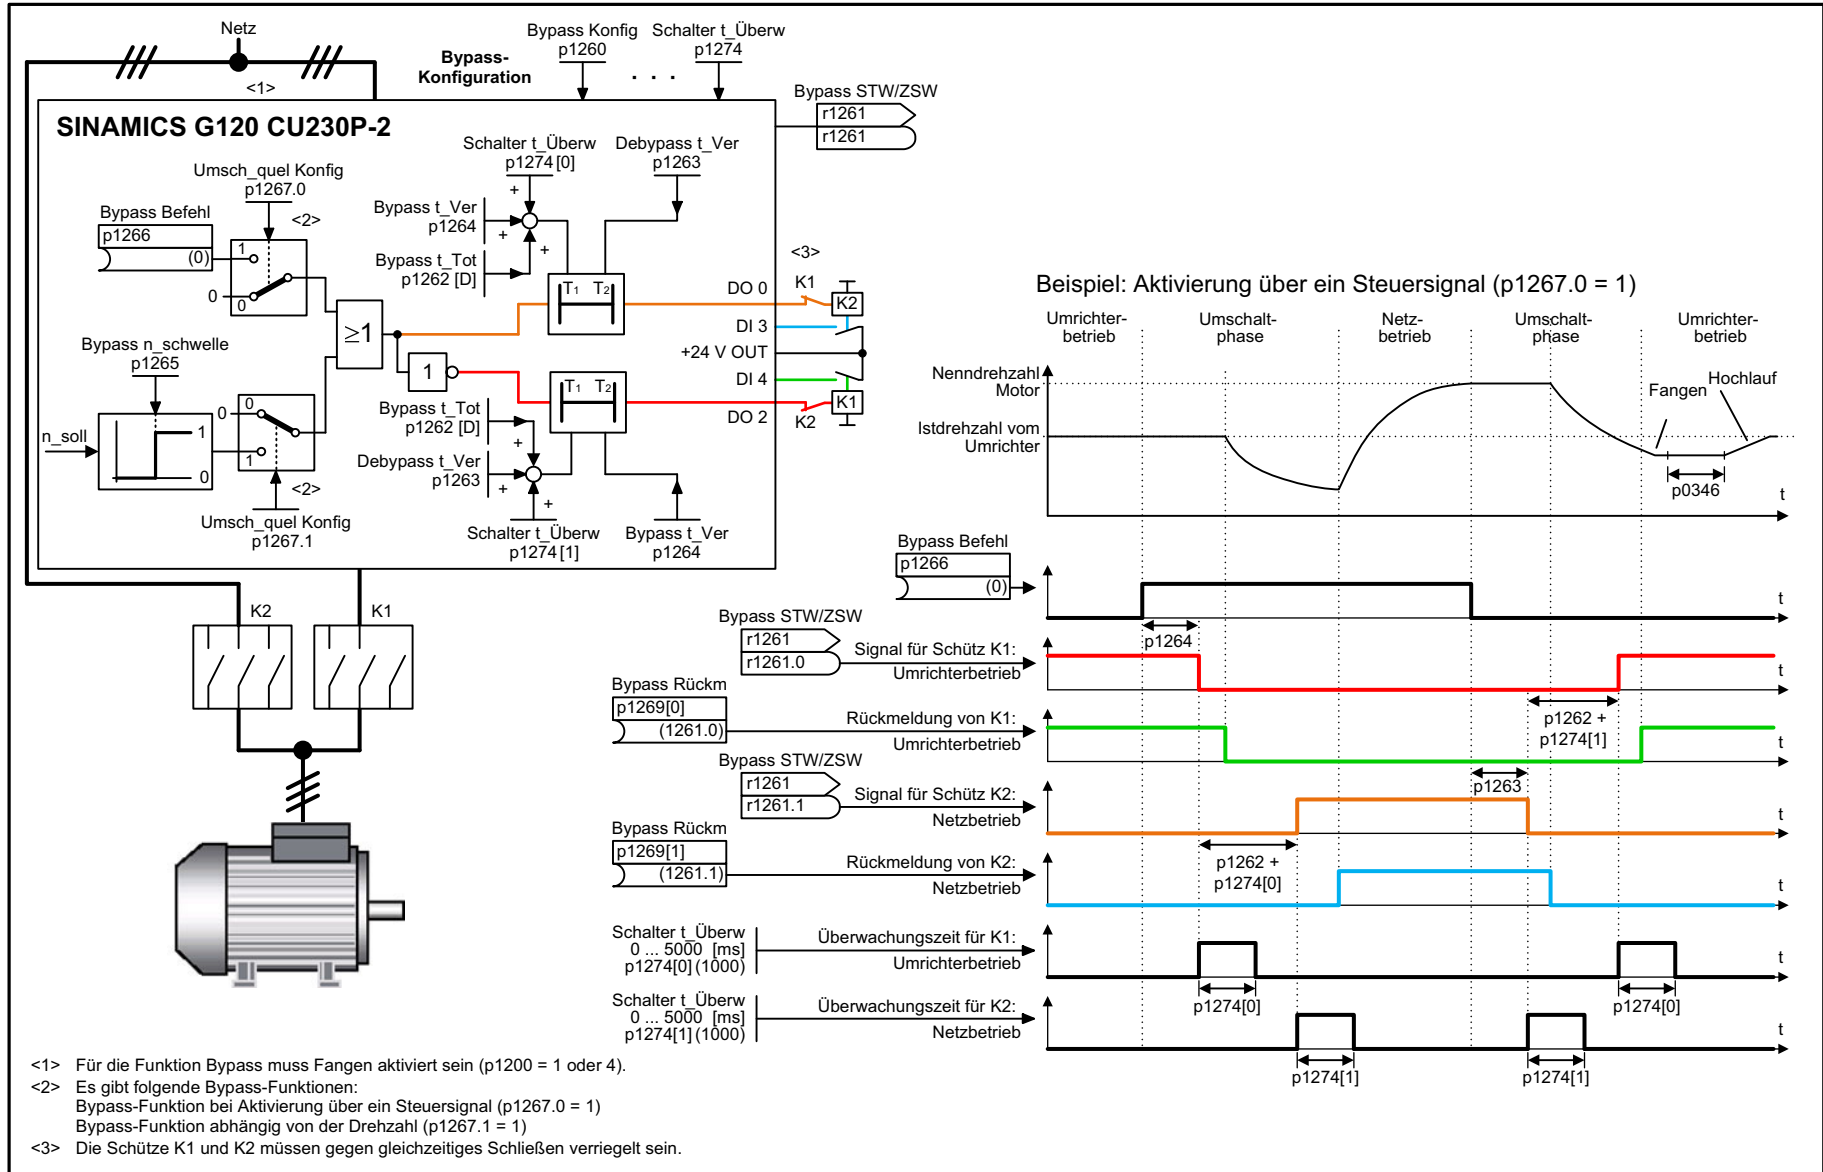 Netz
<1>
Bypass-
Konfiguration
Bypass Konfig
p1260
. . .
Schalter t_Überw
p1274
Bypass STW/ZSW
r1261
r1261
SINAMICS G120 CU230P-2
Umsch_quel Konfig
p1267.0
<2>
Bypass Befehl
p1266
(0)
1
0
0
Schalter t_Überw
p1274 [0]
+
Bypass t_Ver
p1264
+
Bypass t_Tot
p1262 [D]
+
Debypass t_Ver
p1263
T1 T2
≥1
1
Bypass n_schwelle
p1265
n_soll
1
0
0
0
1
<2>
Umsch_quel Konfig
p1267.1
T1 T2
Bypass t_Tot
p1262 [D]
+
Debypass t_Ver
p1263
+
+
Schalter t_Überw
p1274 [1]
Bypass t_Ver
p1264
<3>
DO 0
K1
K2
DI 3
+24 V OUT
DI 4
K1
DO 2
K2
K2
K1
Beispiel: Aktivierung über ein Steuersignal (p1267.0 = 1)
Umrichter-
betrieb
Umschalt-
phase
Netz-
betrieb
Umschalt-
phase
Umrichter-
betrieb
Nenndrehzahl
Motor
Istdrehzahl vom
Umrichter
Fangen
Hochlauf
p0346
t
Bypass Befehl
p1266
(0)
t
p1264
Bypass STW/ZSW
r1261
r1261.0
Signal für Schütz K1:
Umrichterbetrieb
t
p1262 +
p1274[1]
Bypass Rückm
p1269[0]
(1261.0)
Rückmeldung von K1:
Umrichterbetrieb
t
p1263
Bypass STW/ZSW
r1261
r1261.1
Signal für Schütz K2:
Netzbetrieb
t
p1262 +
p1274[0]
Bypass Rückm
p1269[1]
(1261.1)
Rückmeldung von K2:
Netzbetrieb
t
Schalter t_Überw
0 ... 5000 [ms]
p1274[0] (1000)
Überwachungszeit für K1:
Umrichterbetrieb
t
p1274[0]
p1274[0]
Schalter t_Überw
0 ... 5000 [ms]
p1274[1] (1000)
Überwachungszeit für K2:
Netzbetrieb
t
p1274[1]
p1274[1]
<1> Für die Funktion Bypass muss Fangen aktiviert sein (p1200 = 1 oder 4).
<2> Es gibt folgende Bypass-Funktionen:
Bypass-Funktion bei Aktivierung über ein Steuersignal (p1267.0 = 1)
Bypass-Funktion abhängig von der Drehzahl (p1267.1 = 1)
<3> Die Schütze K1 und K2 müssen gegen gleichzeitiges Schließen verriegelt sein.